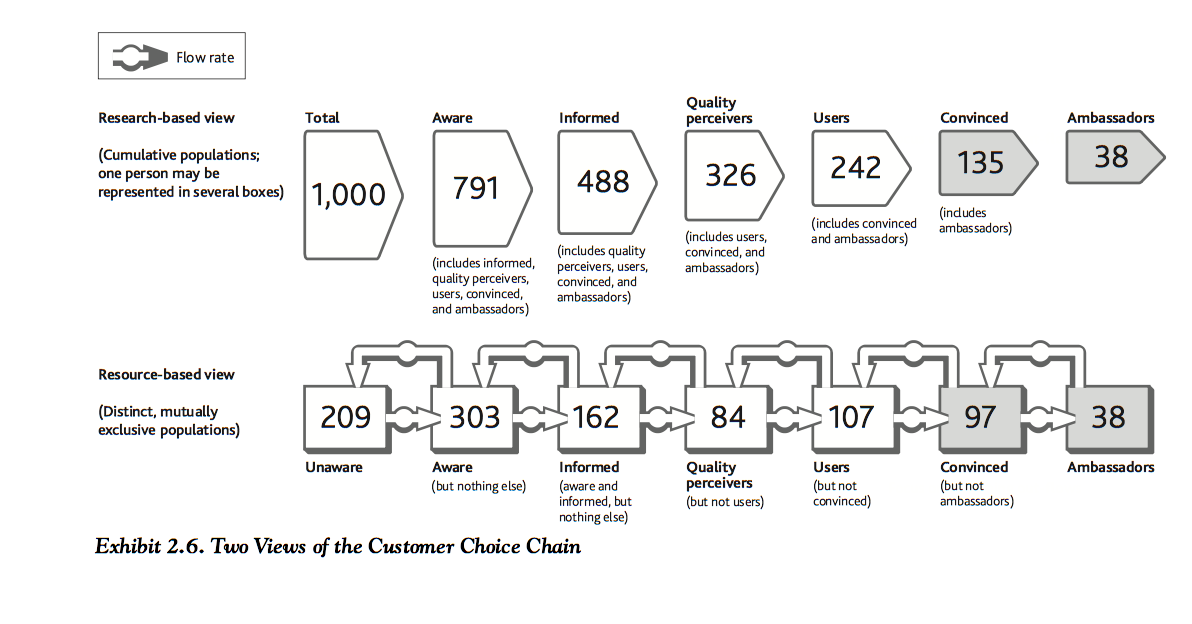 Flow rate
Research-based view
(Cumulative populations;
one person may be
represented in several boxes)
Total
1,000
Aware
791
(includes informed,
quality perceivers,
users, convinced,
and ambassadors)
Informed
488
(includes quality
perceivers, users,
convinced, and
ambassadors)
Quality
perceivers
326
(includes users,
convinced, and
ambassadors)
Users
242
(includes convinced
and ambassadors)
Convinced
135
(includes
ambassadors)
Ambassadors
38
Resource-based view
(Distinct, mutually
exclusive populations)
209
Unaware
303
Aware
(but nothing else)
162
Informed
(aware and
informed, but
nothing else)
84
Quality
perceivers
(but not users)
107
Users
(but not
convinced)
97
Convinced
(but not
ambassadors)
38
Ambassadors
Exhibit 2.6. Two Views of the Customer Choice Chain